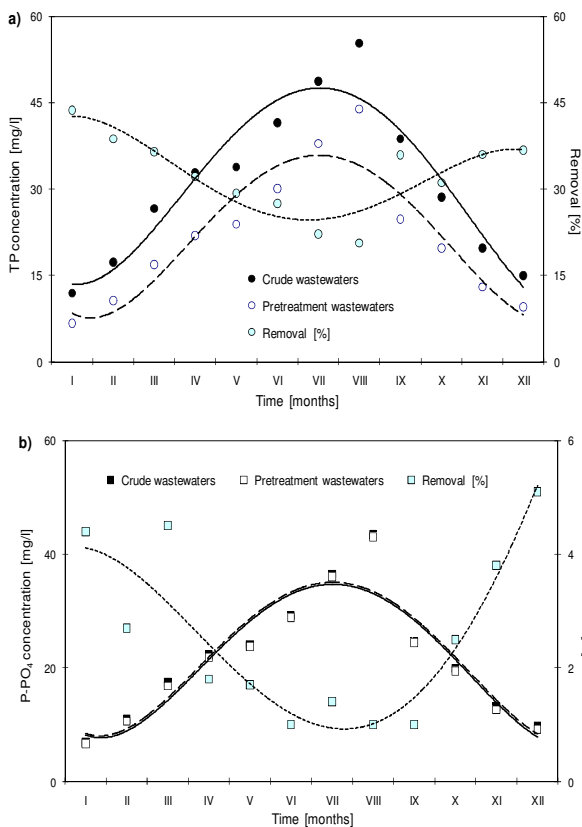 a)
60
45
30
15
0
TP concentration [mg/l]
60
45
30
15
0
Removal [%]
Crude wastewaters
Pretreatment wastewaters
Removal [%]
I II III IV V VI VII VIII IX X XI XII
Time [months]
b)
60
40
20
0
P-PO4 concentration [mg/l]
6
4
2
0
Crude wastewaters Pretreatment wastewaters Removal [%]
I II III IV V VI VII VIII IX X XI XII
Time [months]